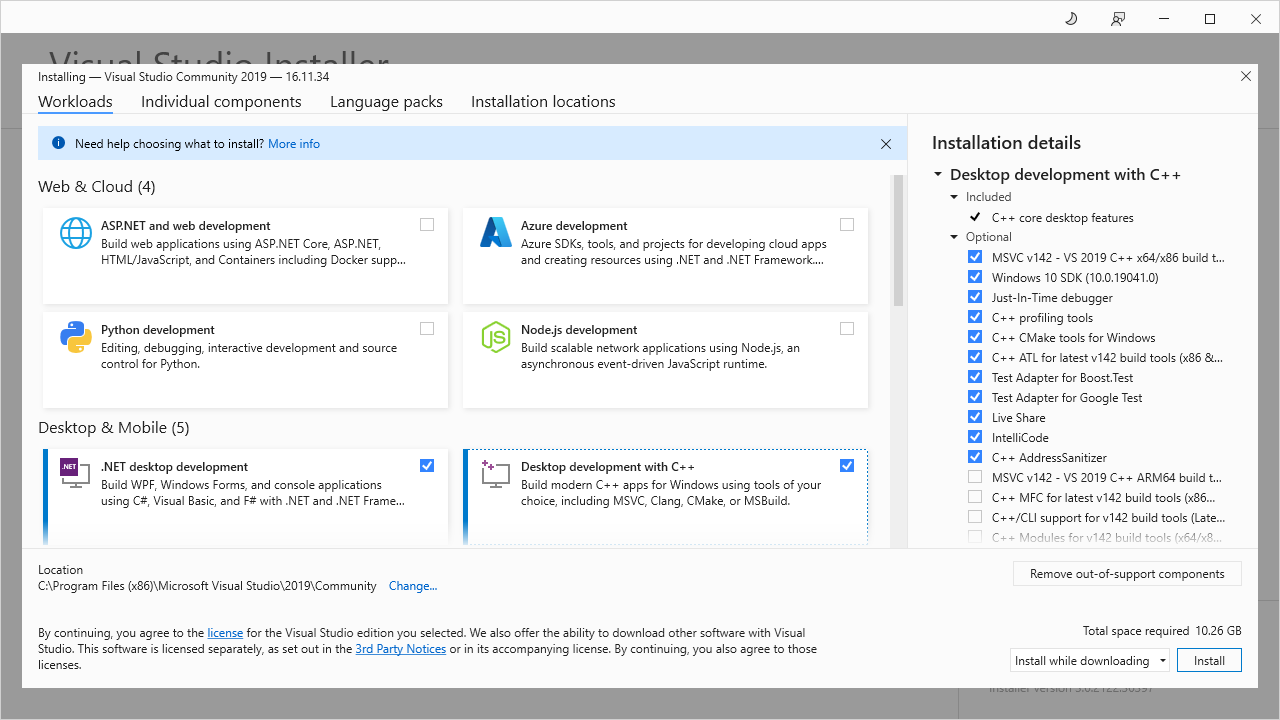 Visual Studio Installer
Installing — Visual Studio Community 2019 — 16.11.34
Workloads
Individual components
Language packs
Installation locations
Need help choosing what to install? More info
Web & Cloud (4)
ASP.NET and web development
Build web applications using ASP.NET Core, ASP.NET,
HTML/JavaScript, and Containers including Docker supp...
Azure development
Azure SDKs, tools, and projects for developing cloud apps
and creating resources using .NET and .NET Framework....
Python development
Editing, debugging, interactive development and source
control for Python.
Node.js development
Build scalable network applications using Node.js, an
asynchronous event-driven JavaScript runtime.
Desktop & Mobile (5)
.NET
.NET desktop development
Build WPF, Windows Forms, and console applications
using C#, Visual Basic, and F# with .NET and .NET Frame...
Desktop development with C++
Build modern C++ apps for Windows using tools of your
choice, including MSVC, Clang, CMake, or MSBuild.
Installation details
Desktop development with C++
Included
C++ core desktop features
Optional
MSVC v142 - VS 2019 C++ x64/x86 build t...
Windows 10 SDK (10.0.19041.0)
Just-In-Time debugger
C++ profiling tools
C++ CMake tools for Windows
C++ ATL for latest v142 build tools (x86 &...
Test Adapter for Boost.Test
Test Adapter for Google Test
Live Share
IntelliCode
C++ AddressSanitizer
MSVC v142 - VS 2019 C++ ARM64 build t...
C++ MFC for latest v142 build tools (x86...
C++/CLI support for v142 build tools (Late...
C++ Modules for v142 build tools (x64/x8...
Location
C:\Program Files (x86)\Microsoft Visual Studio\2019\Community Change...
Remove out-of-support components
By continuing, you agree to the license for the Visual Studio edition you selected. We also offer the ability to download other software with Visual
Studio. This software is licensed separately, as set out in the 3rd Party Notices or in its accompanying license. By continuing, you also agree to those
licenses.
Total space required 10.26 GB
Install while downloading
Install